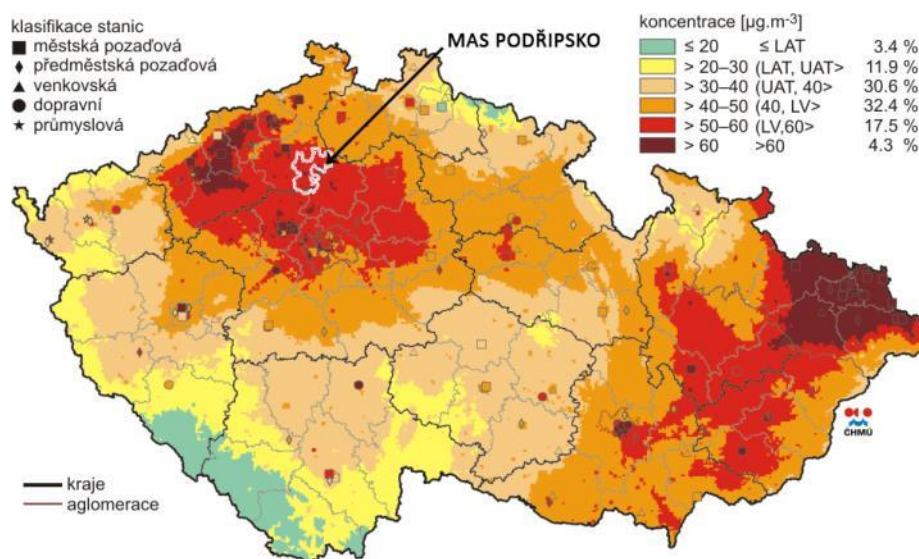 klasifikace stanic
městská pozaďová
předměstská pozaďová
venkovská
dopravní
průmyslová
MAS PODŘIPSKO
koncentrace [µg.m-³]
≤ 20 ≤ LAT 3.4 %
> 20–30 (LAT, UAT> 11.9 %
> 30–40 (UAT, 40> 30.6 %
> 40–50 (40, LV> 32.4 %
> 50–60 (LV,60> 17.5 %
> 60 >60 4.3 %
ČHMÚ
kraje
aglomerace